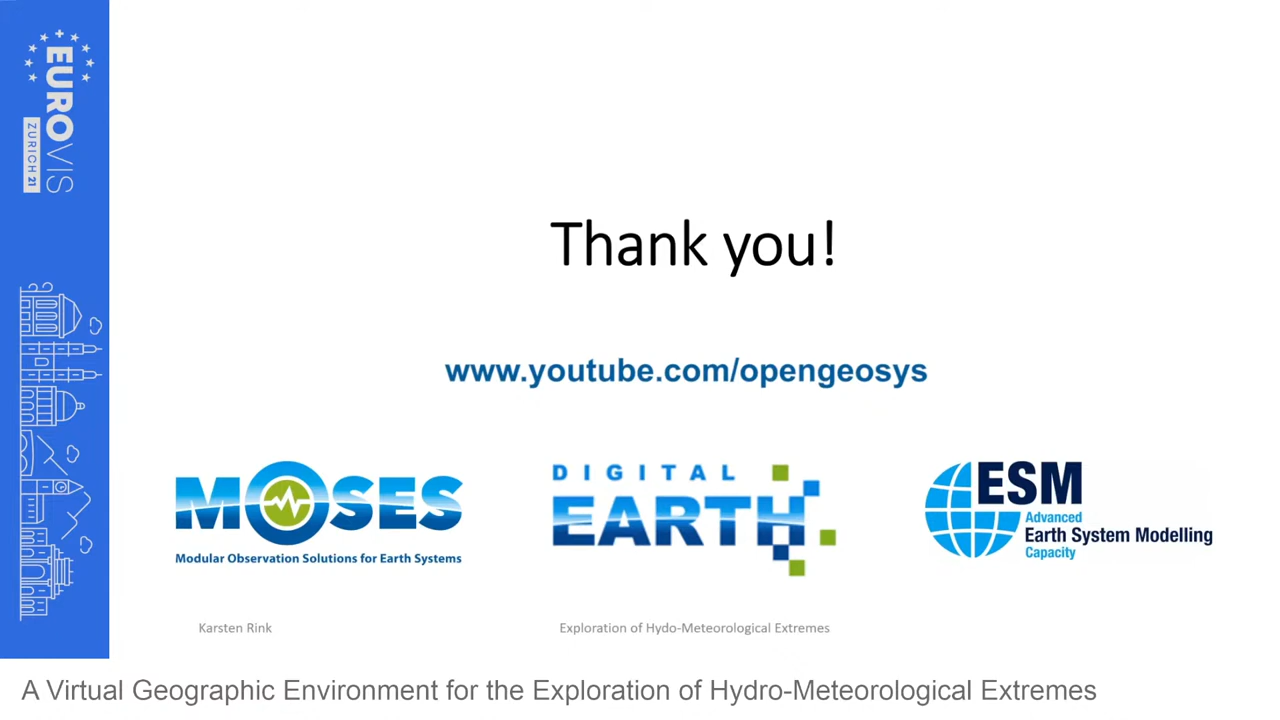 EUROVIS
ZURICH 21
Thank you!
www.youtube.com/opengeosys
MOSES
Modular Observation Solutions for Earth Systems
DIGITAL
EARTH
ESM
Advanced
Earth System Modelling
Capacity
Karsten Rink
Exploration of Hydo-Meteorological Extremes
A Virtual Geographic Environment for the Exploration of Hydro-Meteorological Extremes